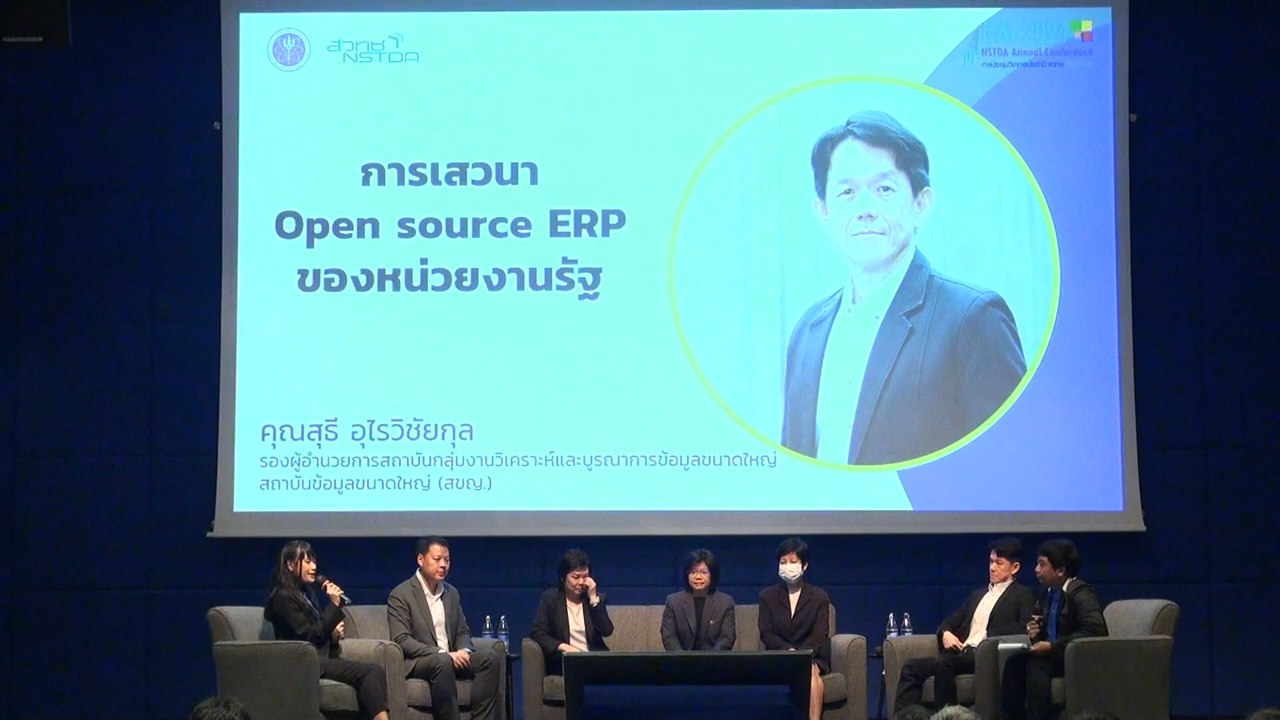 สวทช
NSTDA
NSTDA Annual Conference
การเสวนา
Open source ERP
ของหน่วยงานรัฐ
คุณสุธี อุไรวิชัยกุล
รองผู้อำนวยการสถาบันกลุ่มงานวิเคราะห์และบูรณาการข้อมูลขนาดใหญ่
สถาบันข้อมูลขนาดใหญ่ (สขญ.)